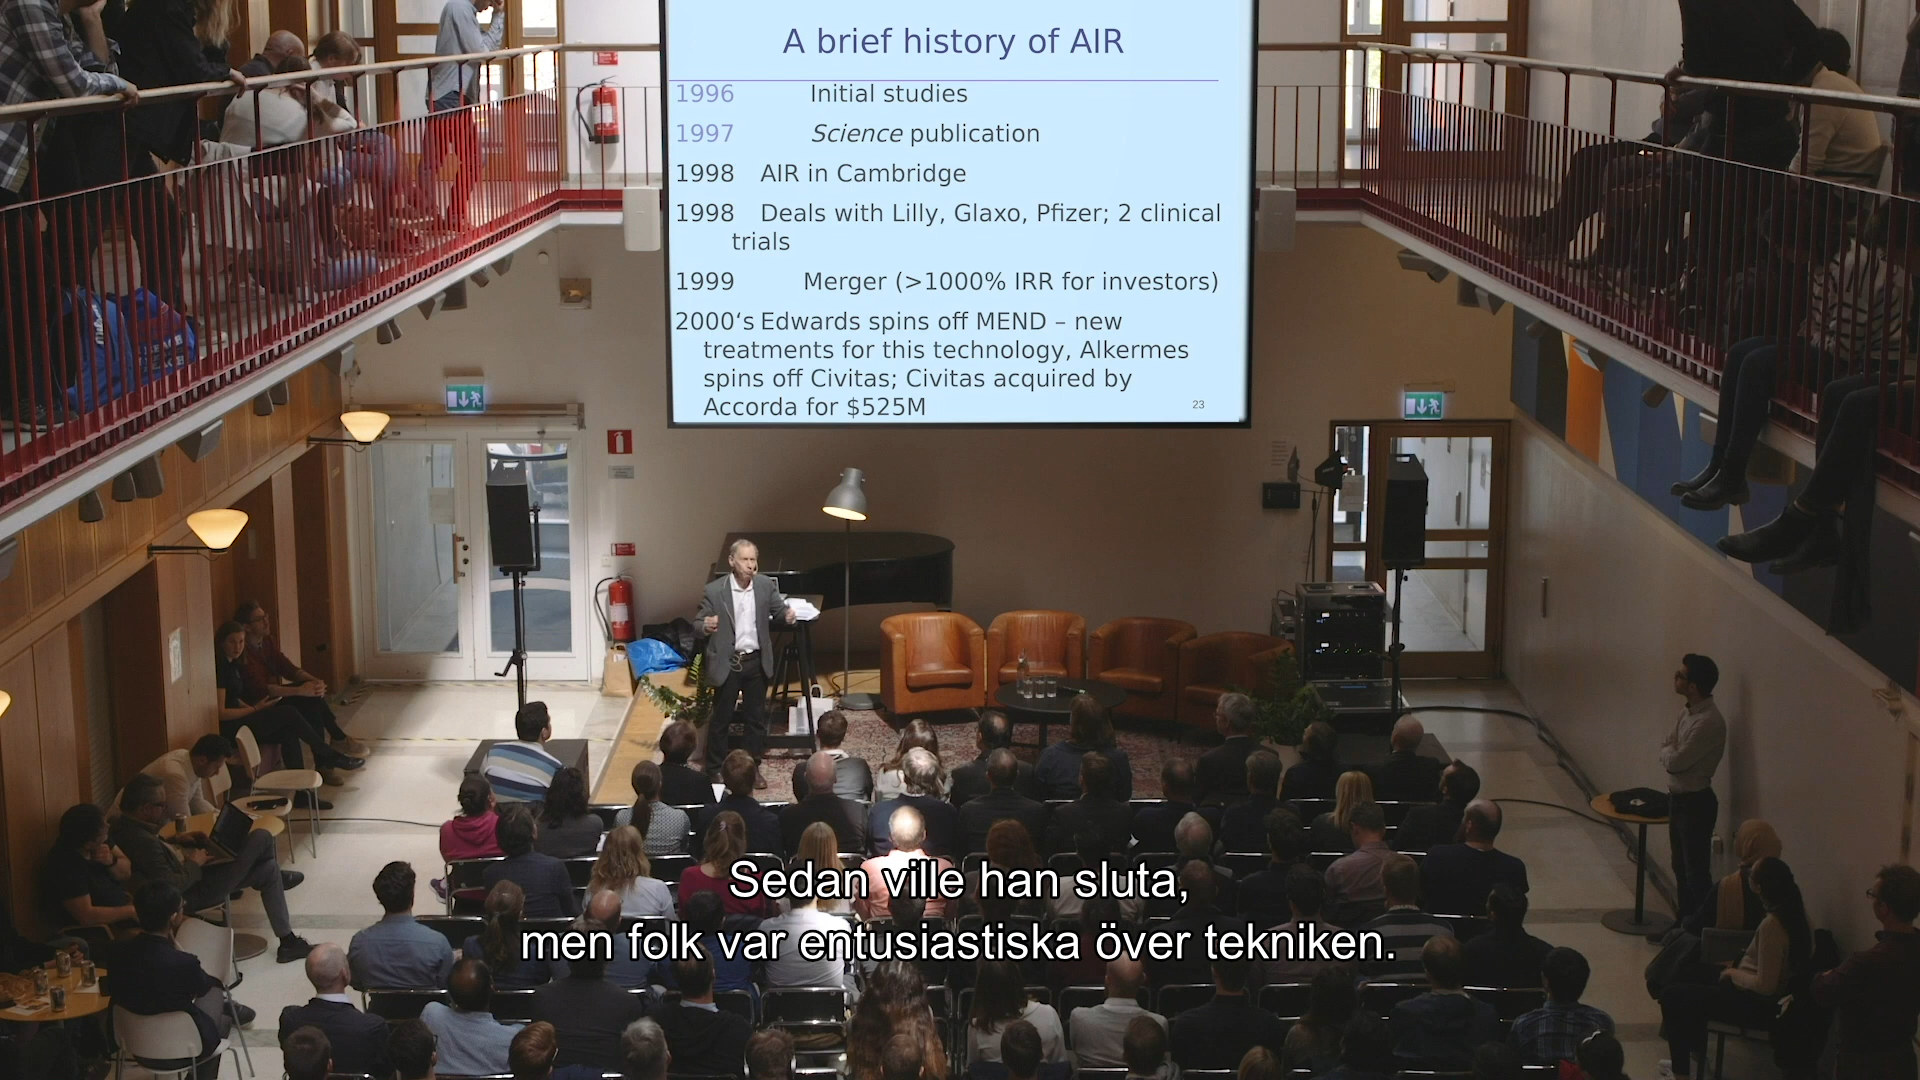 A brief history of AIR
1996 Initial studies
1997 Science publication
1998 AIR in Cambridge
1998 Deals with Lilly, Glaxo, Pfizer; 2 clinical
trials
1999 Merger (>1000% IRR for investors)
2000‘s Edwards spins off MEND – new
treatments for this technology, Alkermes
spins off Civitas; Civitas acquired by
Accorda for $525M
23
Sedan ville han sluta,
men folk var entusiastiska över tekniken.